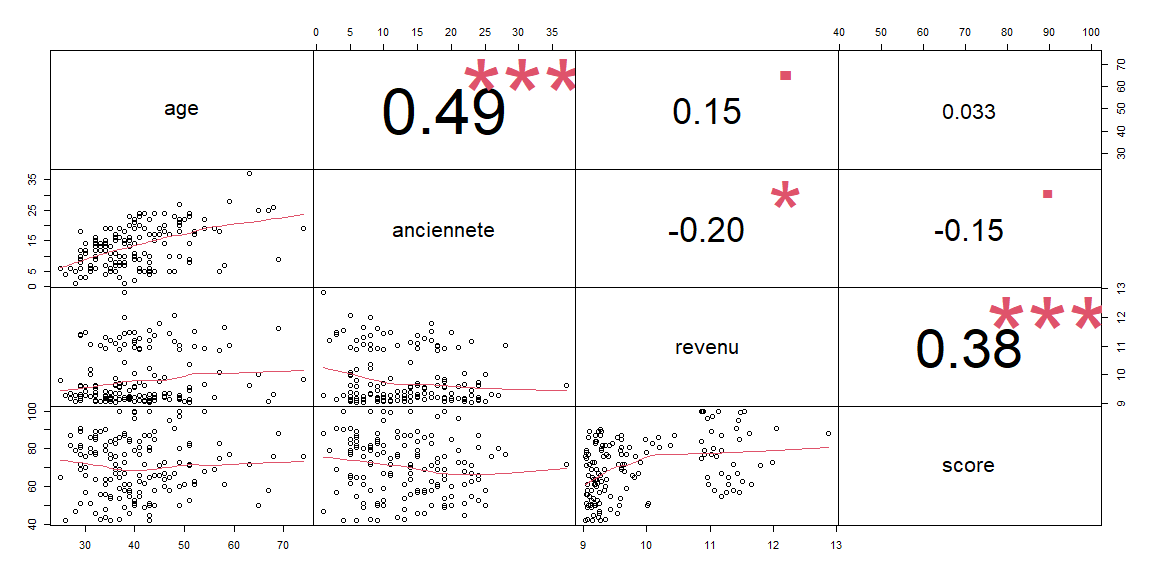 0 5 10 15 20 25 30 35 40 50 60 70 80 90 100
age 0.49 *** 0.15 . 0.033 30 40 50 60 70
0 5 15 25 35 anciennete -0.20 * -0.15 .
revenu 0.38 *** 9 10 11 12 13
40 60 80 100 score
30 40 50 60 70 9 10 11 12 13